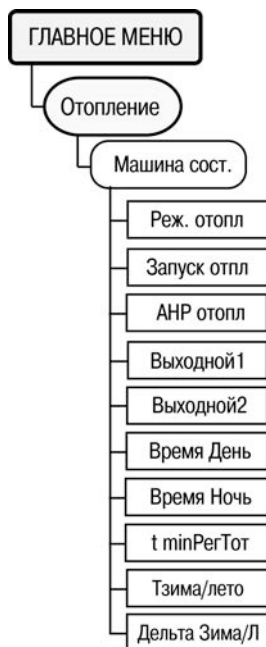 ГЛАВНОЕ МЕНЮ
Отопление
Машина сост.
Реж. отопл
Запуск отпл
АНР отопл
Выходной1
Выходной2
Время День
Время Ночь
t minРегТот
Тзима/лето
Дельта Зима/Л